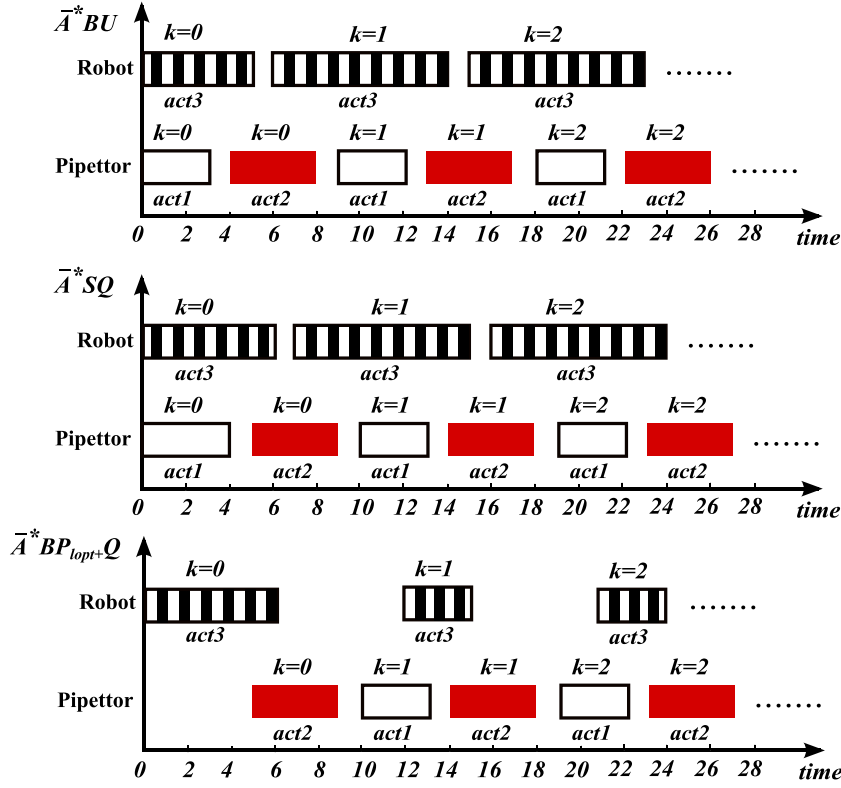 Ā*BU
k=0 k=1 k=2
Robot .......
act3 act3 act3
k=0 k=0 k=1 k=1 k=2 k=2
Pipettor .......
act1 act2 act1 act2 act1 act2
0 2 4 6 8 10 12 14 16 18 20 22 24 26 28 time
Ā*SQ
k=0 k=1 k=2
Robot .......
act3 act3 act3
k=0 k=0 k=1 k=1 k=2 k=2
Pipettor .......
act1 act2 act1 act2 act1 act2
0 2 4 6 8 10 12 14 16 18 20 22 24 26 28 time
Ā*BPlopt+Q
k=0 k=1 k=2
Robot .......
act3 act3 act3
k=0 k=1 k=1 k=2 k=2
Pipettor .......
act2 act1 act2 act1 act2
0 2 4 6 8 10 12 14 16 18 20 22 24 26 28 time